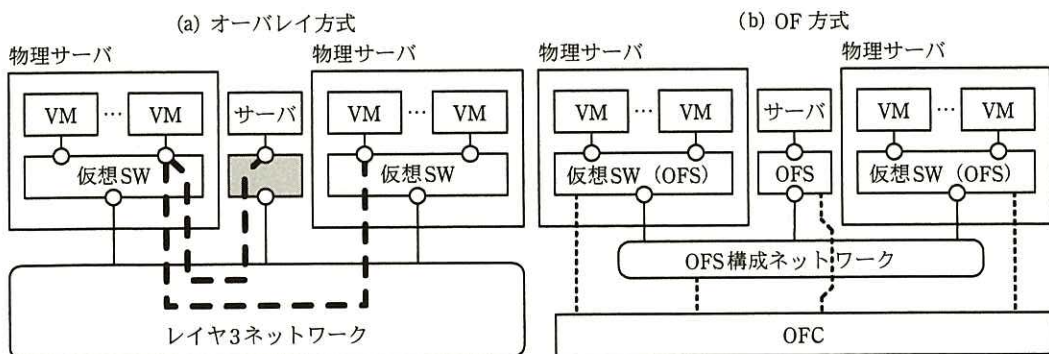 (a) オーバレイ方式
物理サーバ
物理サーバ
VM … VM
サーバ
VM … VM
仮想SW
仮想SW
レイヤ3ネットワーク
(b) OF 方式
物理サーバ
物理サーバ
VM … VM
サーバ
VM … VM
仮想SW（OFS）
OFS
仮想SW（OFS）
OFS構成ネットワーク
OFC